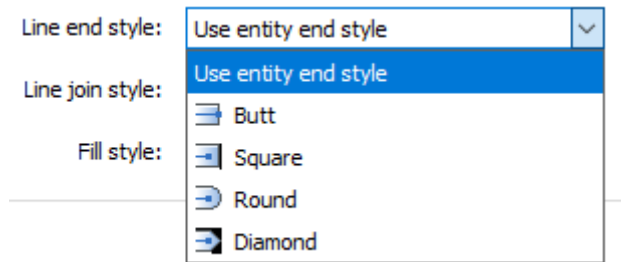 Line end style: Use entity end style
Use entity end style
Line join style:
Butt
Fill style:
Square
Round
Diamond